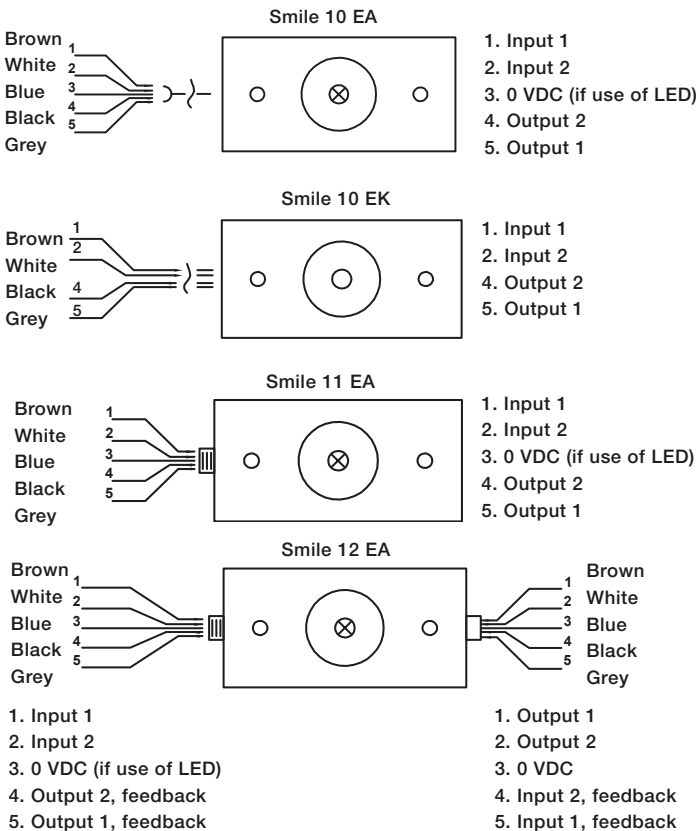 Smile 10 EA
Brown 1
White 2
Blue 3
Black 4
Grey 5
1. Input 1
2. Input 2
3. 0 VDC (if use of LED)
4. Output 2
5. Output 1
Smile 10 EK
Brown 1
White 2
Black 4
Grey 5
1. Input 1
2. Input 2
4. Output 2
5. Output 1
Smile 11 EA
Brown 1
White 2
Blue 3
Black 4
Grey 5
1. Input 1
2. Input 2
3. 0 VDC (if use of LED)
4. Output 2
5. Output 1
Smile 12 EA
Brown 1
White 2
Blue 3
Black 4
Grey 5
1 Brown
2 White
3 Blue
4 Black
5 Grey
1. Input 1
2. Input 2
3. 0 VDC (if use of LED)
4. Output 2, feedback
5. Output 1, feedback
1. Output 1
2. Output 2
3. 0 VDC
4. Input 2, feedback
5. Input 1, feedback